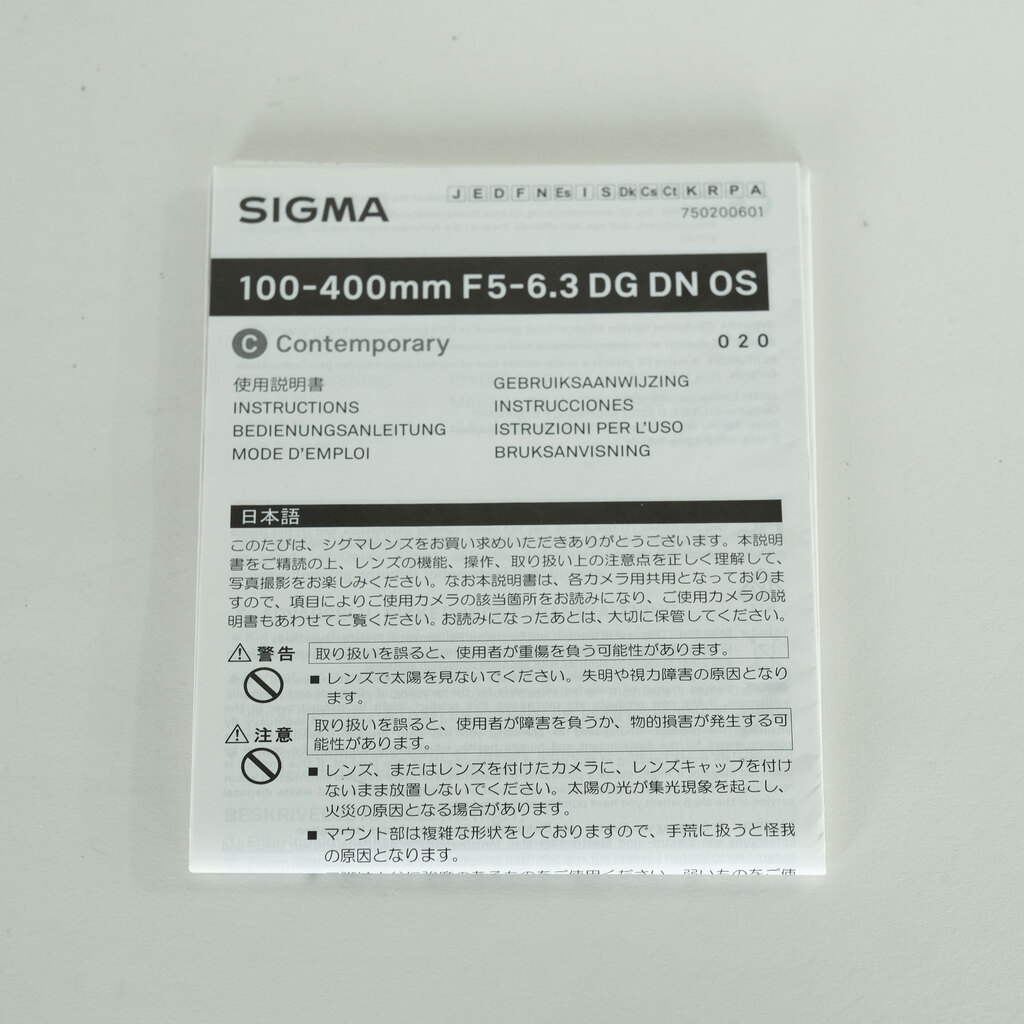 SIGMA
J E D F N Es I S Dk Cs Ct K R P A
750200601
100-400mm F5-6.3 DG DN OS
C Contemporary
020
使用説明書
INSTRUCTIONS
BEDIENUNGSANLEITUNG
MODE D'EMPLOI
GEBRUIKSAANWIJZING
INSTRUCCIONES
ISTRUZIONI PER L'USO
BRUKSANVISNING
日本語
このたびは、シグマレンズをお買い求めいただきありがとうございます。本説明
書をご精読の上、レンズの機能、操作、取り扱い上の注意点を正しく理解して、
写真撮影をお楽しみください。なお本説明書は、各カメラ用共用となっておりま
すので、項目によりご使用カメラの該当箇所をお読みになり、ご使用カメラの説
明書もあわせてご覧ください。お読みになったあとは、大切に保管してください。
警告
取り扱いを誤ると、使用者が重傷を負う可能性があります。
■ レンズで太陽を見ないでください。失明や視力障害の原因となり
ます。
注意
取り扱いを誤ると、使用者が障害を負うか、物的損害が発生する可
能性があります。
■ レンズ、またはレンズを付けたカメラに、レンズキャップを付け
ないまま放置しないでください。太陽の光が集光現象を起こし、
火災の原因となる場合があります。
■ マウント部は複雑な形状をしておりますので、手荒に扱うと怪我
の原因となります。